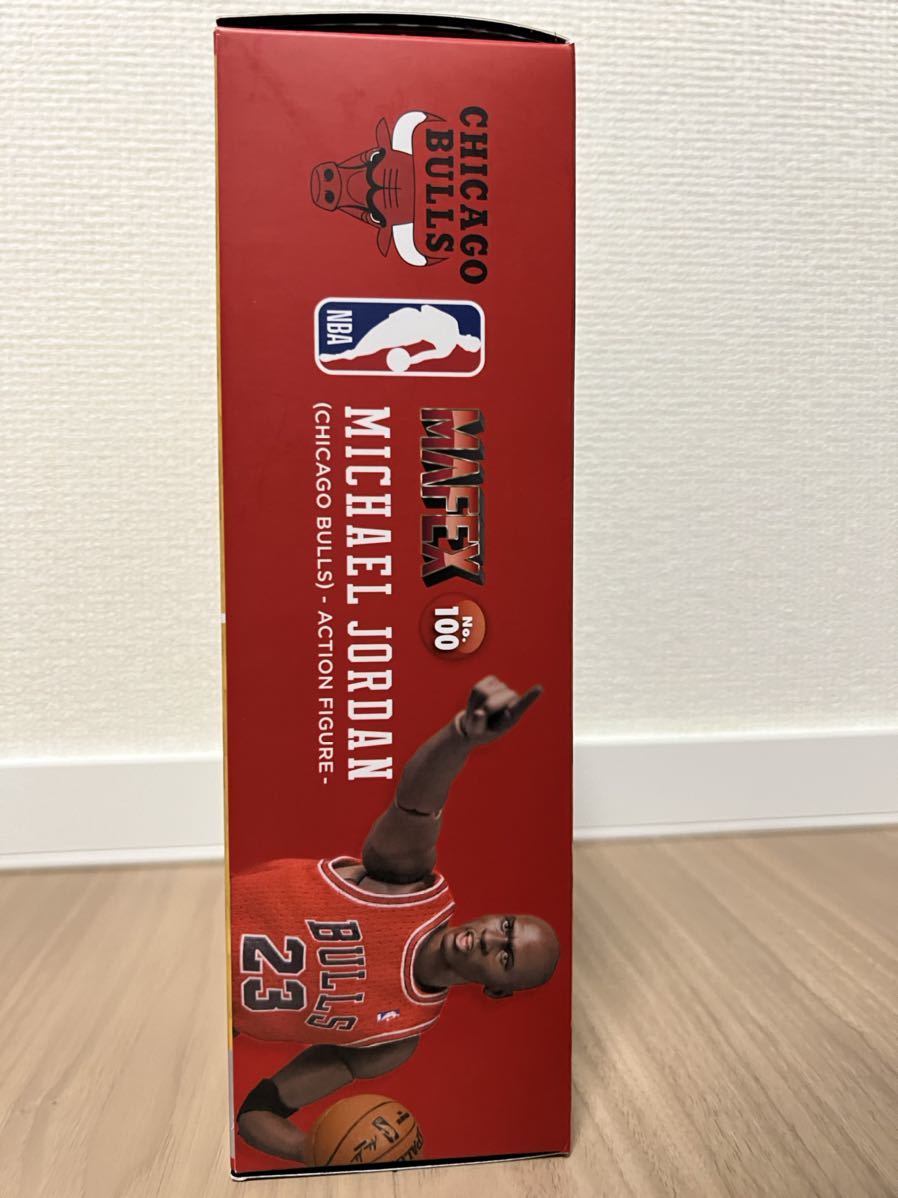 CHICAGO
BULLS
NBA
MAFEX No. 100
MICHAEL JORDAN
(CHICAGO BULLS) - ACTION FIGURE -
BULLS
23